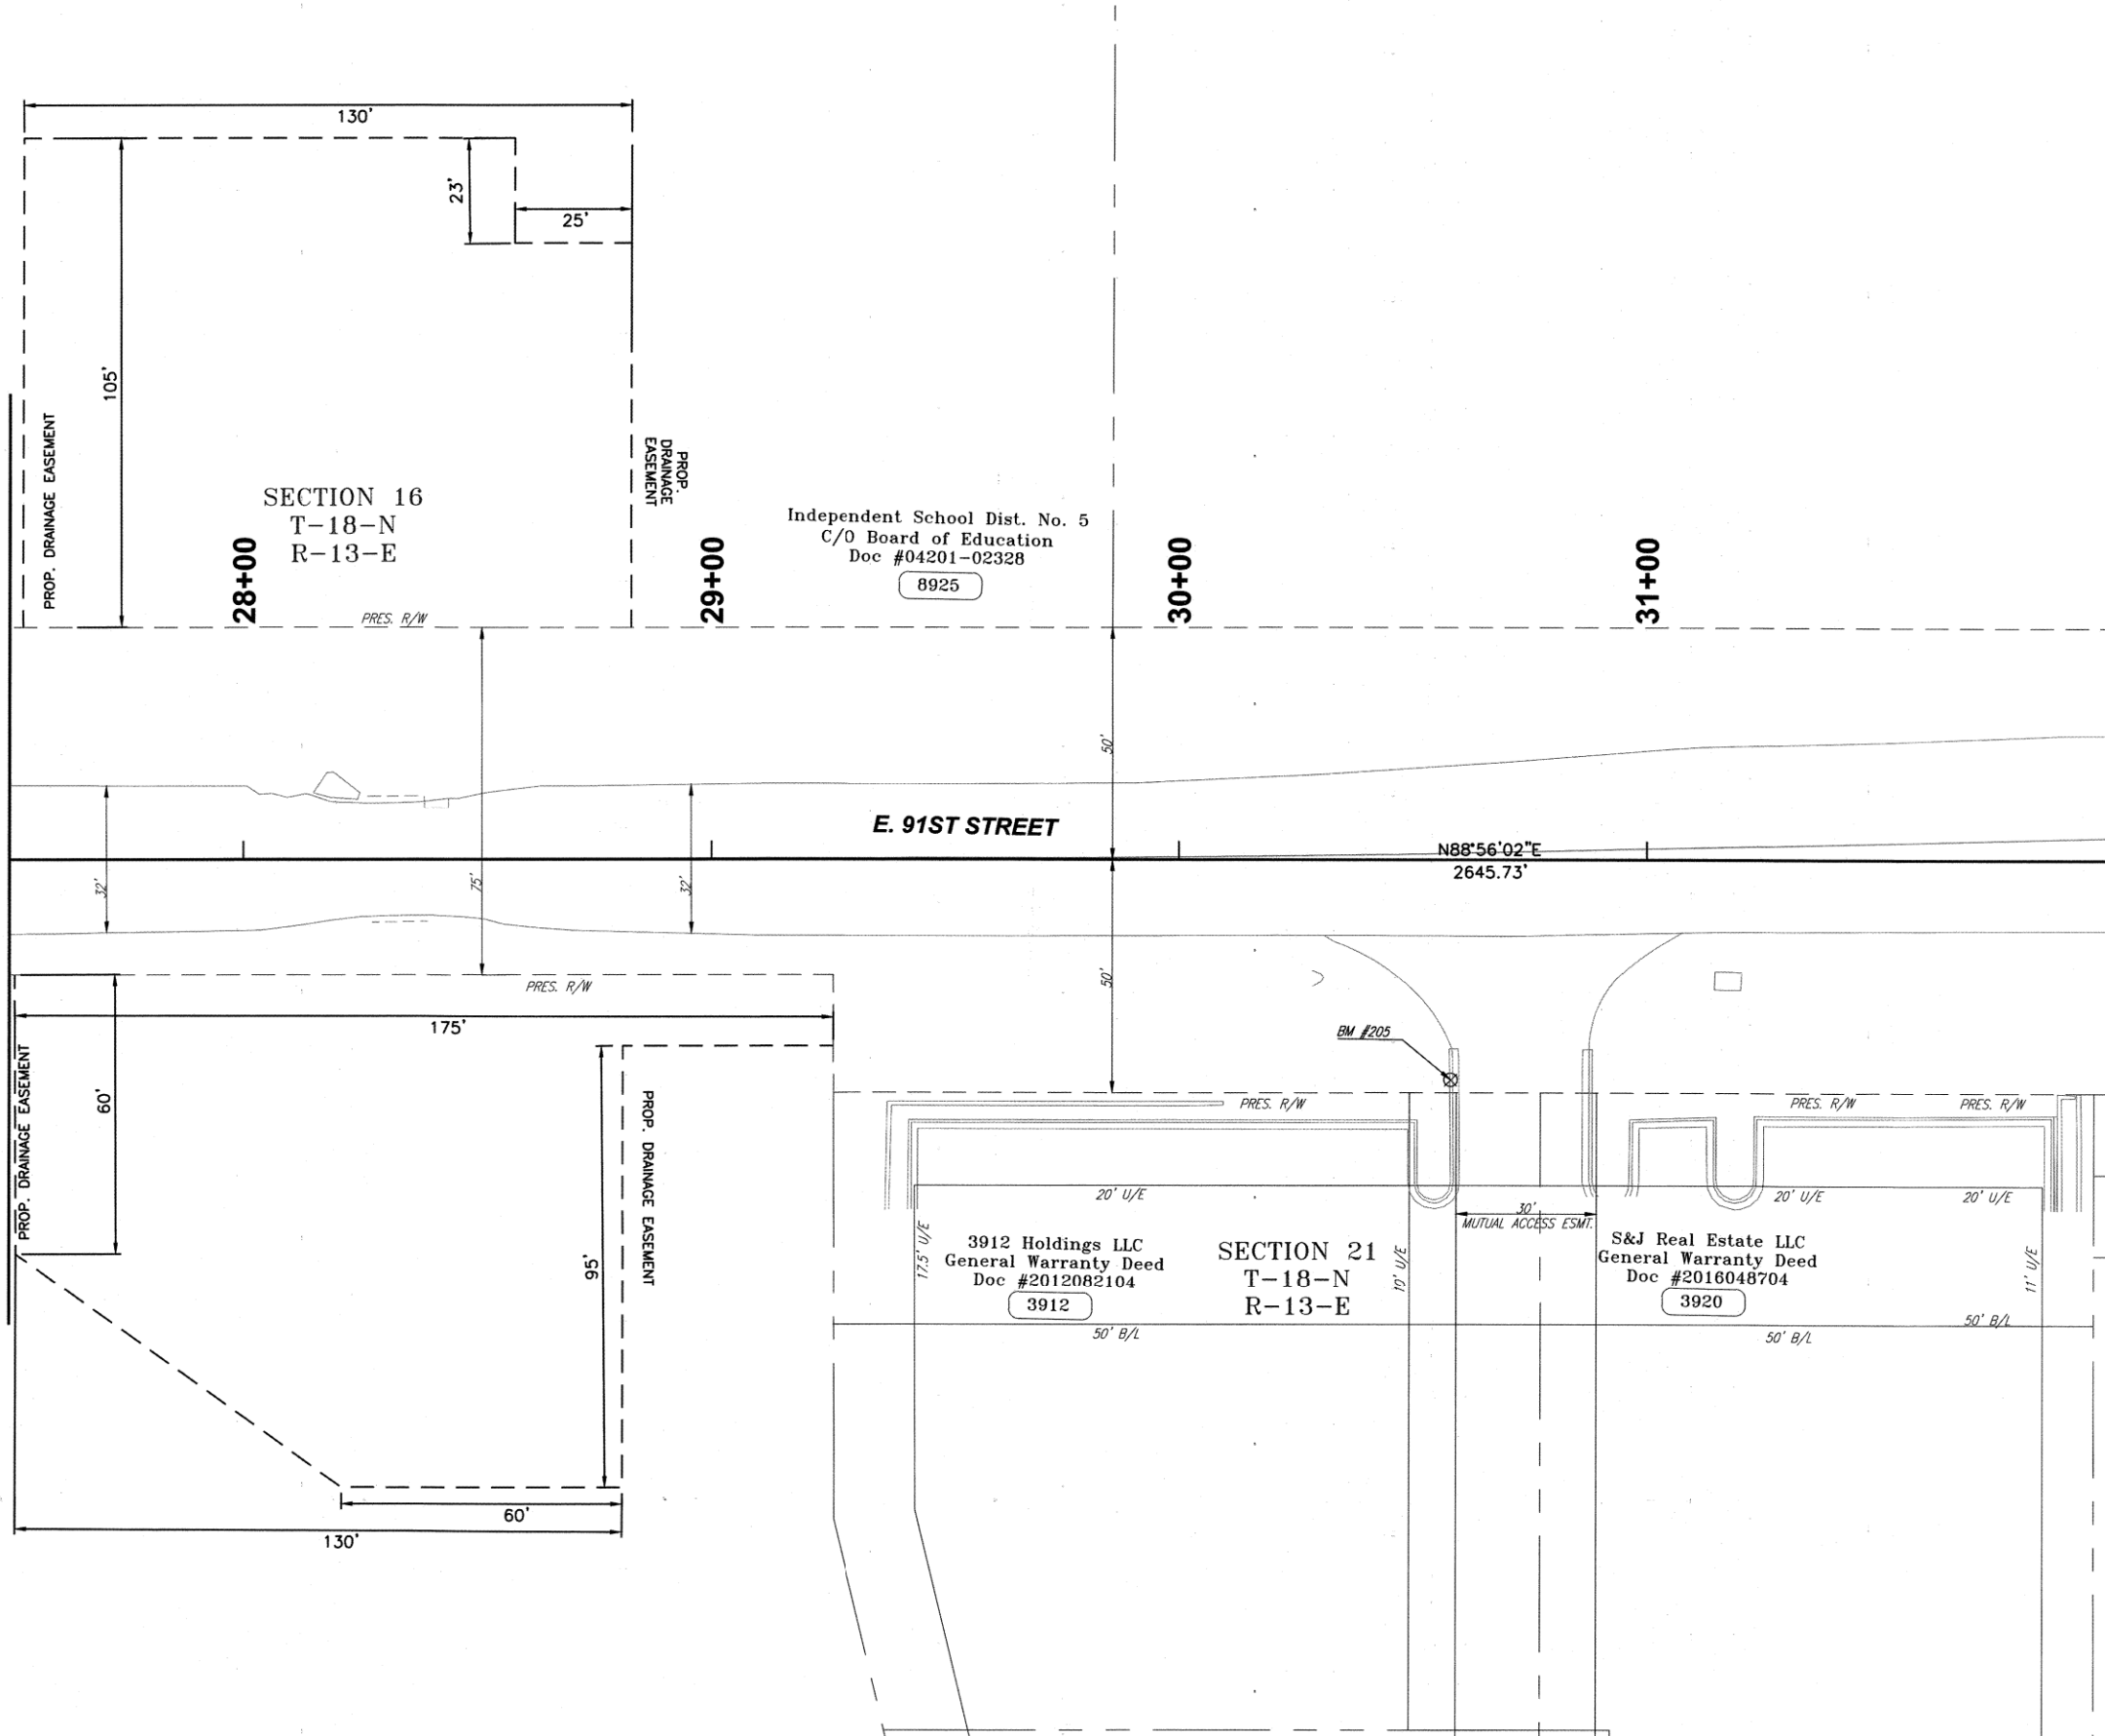 130'
23'
25'
105'
PROP. DRAINAGE EASEMENT
PROP.
DRAINAGE
EASEMENT
SECTION 16
T-18-N
R-13-E
Independent School Dist. No. 5
C/O Board of Education
Doc #04201-02328
8925
28+00
29+00
30+00
31+00
PRES. R/W
50'
E. 91ST STREET
N88°56'02"E
2645.73'
32'
75'
32'
50'
PRES. R/W
175'
BM #205
60'
PROP. DRAINAGE EASEMENT
PROP. DRAINAGE EASEMENT
95'
PRES. R/W
PRES. R/W
PRES. R/W
20' U/E
30'
MUTUAL ACCESS ESMT.
20' U/E
20' U/E
17.5' U/E
3912 Holdings LLC
General Warranty Deed
Doc #2012082104
3912
SECTION 21
T-18-N
R-13-E
10' U/E
S&J Real Estate LLC
General Warranty Deed
Doc #2016048704
3920
11' U/E
50' B/L
50' B/L
50' B/L
60'
130'